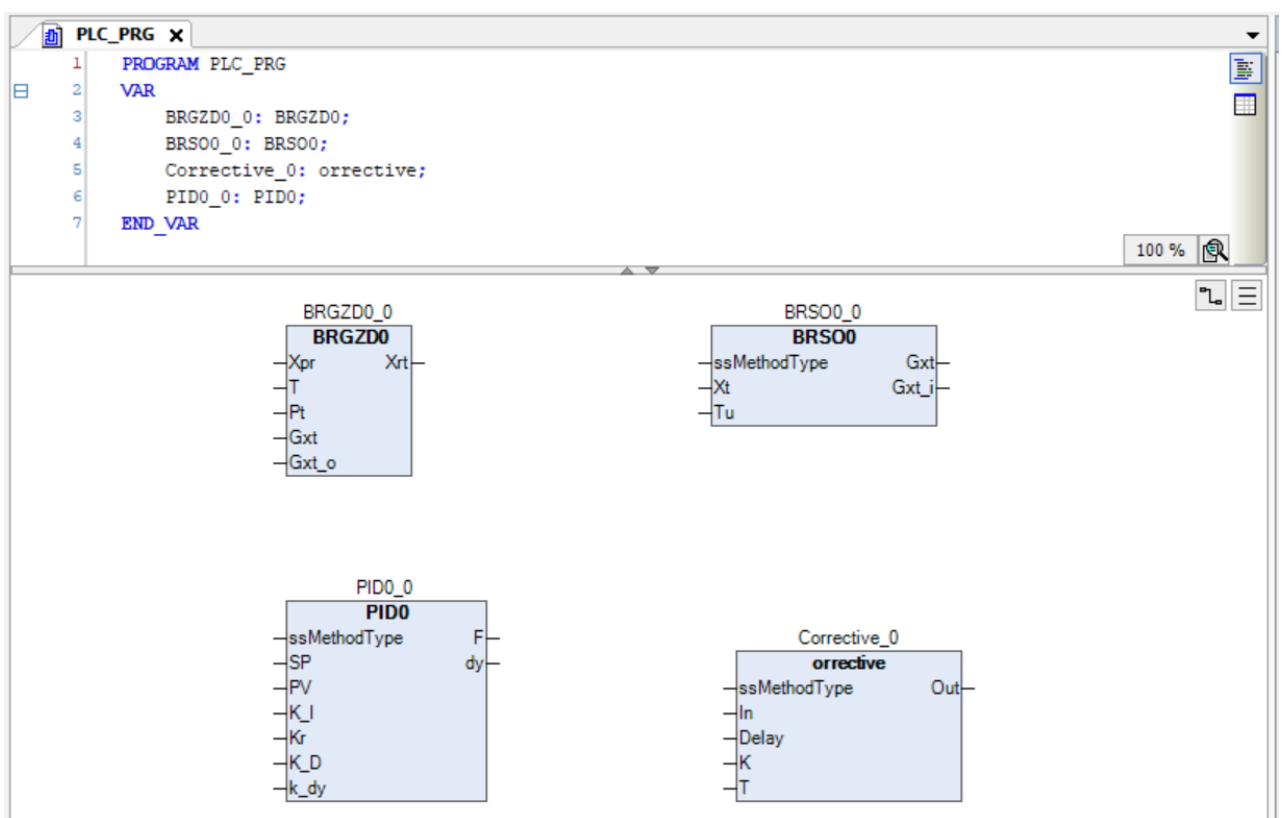 PLC_PRG X
1 PROGRAM PLC_PRG
2 VAR
3 BRGZD0_0: BRGZD0;
4 BRSO0_0: BRSO0;
5 Corrective_0: orrective;
6 PID0_0: PID0;
7 END_VAR
100 %
BRGZD0_0
BRGZD0
Xpr Xrt
T
Pt
Gxt
Gxt_o
BRSO0_0
BRSO0
ssMethodType Gxt
Xt Gxt_i
Tu
PID0_0
PID0
ssMethodType F
SP dy
PV
K_I
Kr
K_D
k_dy
Corrective_0
orrective
ssMethodType Out
In
Delay
K
T